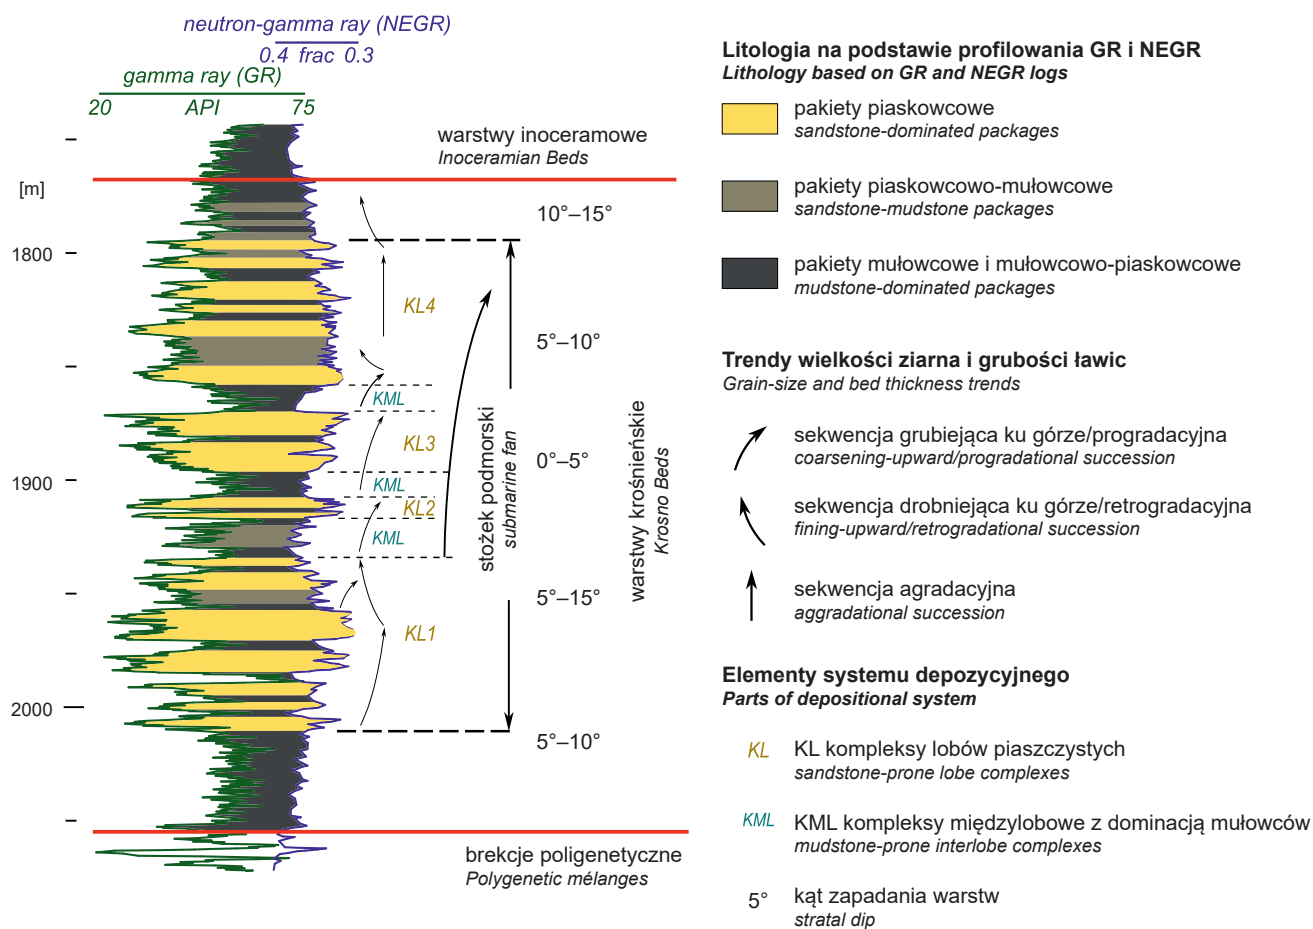 neutron-gamma ray (NEGR)
0.4 frac 0.3
gamma ray (GR)
20 API 75
[m]
1800
1900
2000
warstwy inoceramowe
Inoceramian Beds
10°–15°
5°–10°
0°–5°
5°–15°
5°–10°
KL4
KML
KL3
KML
KL2
KML
KL1
stożek podmorski
submarine fan
warstwy krośnieńskie
Krosno Beds
brekcje poligenetyczne
Polygenetic mélanges
Litologia na podstawie profilowania GR i NEGR
Lithology based on GR and NEGR logs
pakiety piaskowcowe
sandstone-dominated packages
pakiety piaskowcowo-mułowcowe
sandstone-mudstone packages
pakiety mułowcowe i mułowcowo-piaskowcowe
mudstone-dominated packages
Trendy wielkości ziarna i grubości ławic
Grain-size and bed thickness trends
sekwencja grubiejąca ku górze/progradacyjna
coarsening-upward/progradational succession
sekwencja drobniejąca ku górze/retrogradacyjna
fining-upward/retrogradational succession
sekwencja agradacyjna
aggradational succession
Elementy systemu depozycyjnego
Parts of depositional system
KL KL kompleksy lobów piaszczystych
sandstone-prone lobe complexes
KML KML kompleksy międzylobowe z dominacją mułowców
mudstone-prone interlobe complexes
5° kąt zapadania warstw
stratal dip